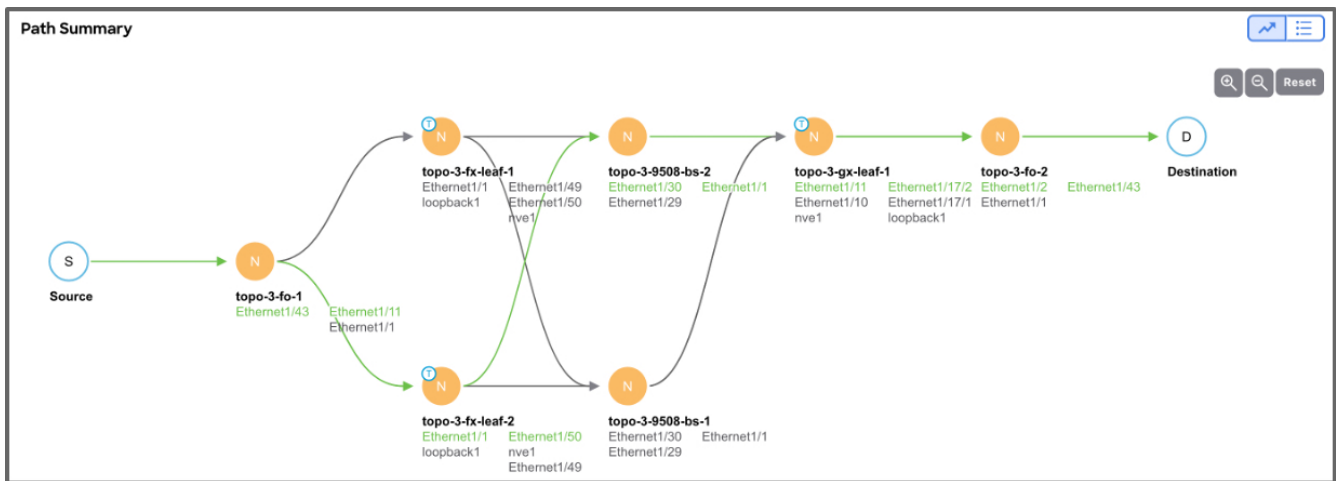 Path Summary
Reset
T N
topo-3-fx-leaf-1
Ethernet1/1 Ethernet1/49
loopback1 Ethernet1/50
nve1
N
topo-3-9508-bs-2
Ethernet1/30 Ethernet1/1
Ethernet1/29
T N
topo-3-gx-leaf-1
Ethernet1/11 Ethernet1/17/2
Ethernet1/10 Ethernet1/17/1
nve1 loopback1
N
topo-3-fo-2
Ethernet1/2 Ethernet1/43
Ethernet1/1
D
Destination
S
Source
N
topo-3-fo-1
Ethernet1/43 Ethernet1/11
Ethernet1/1
T N
topo-3-fx-leaf-2
Ethernet1/1 Ethernet1/50
loopback1 nve1
Ethernet1/49
N
topo-3-9508-bs-1
Ethernet1/30 Ethernet1/1
Ethernet1/29